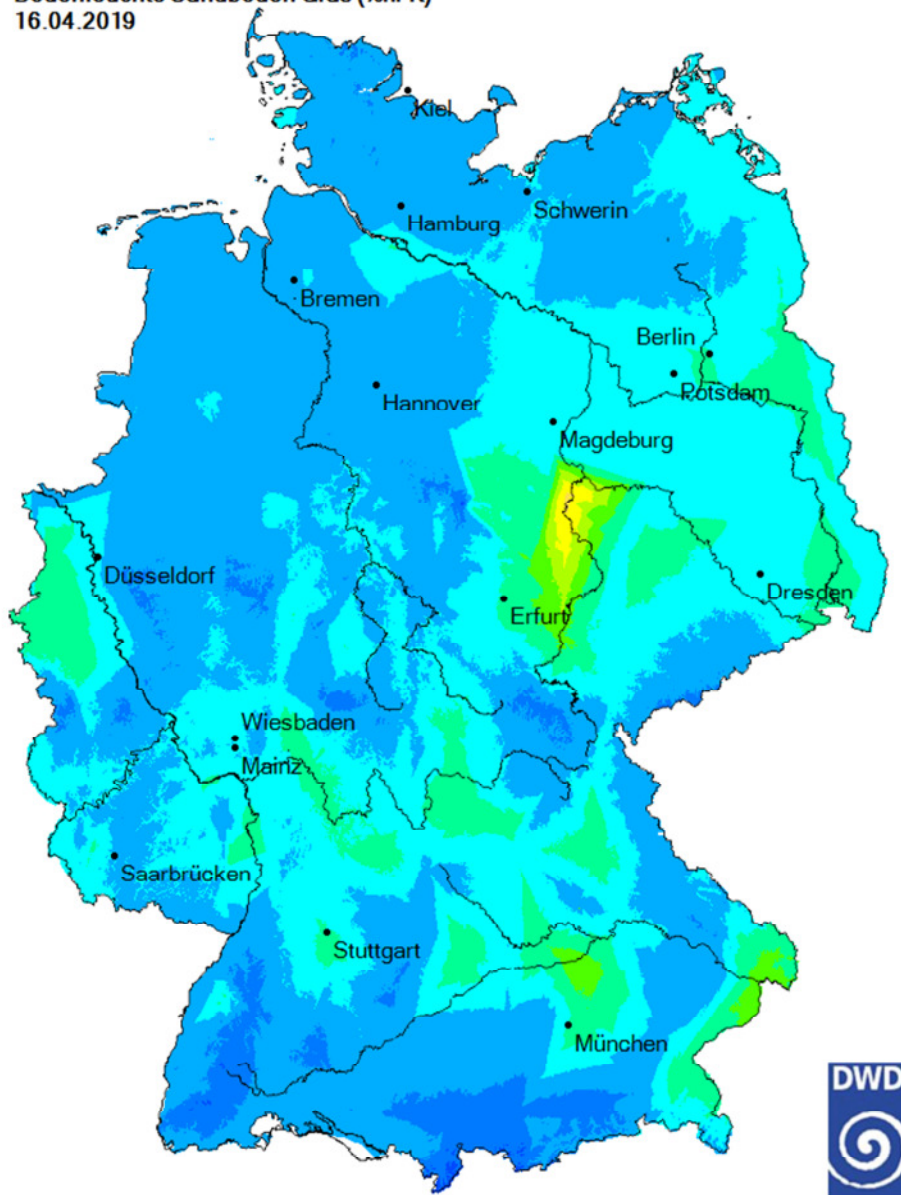 16.04.2019
Kiel
Hamburg
Schwerin
Bremen
Berlin
Potsdam
Hannover
Magdeburg
Düsseldorf
Erfurt
Dresden
Wiesbaden
Mainz
Saarbrücken
Stuttgart
München
DWD